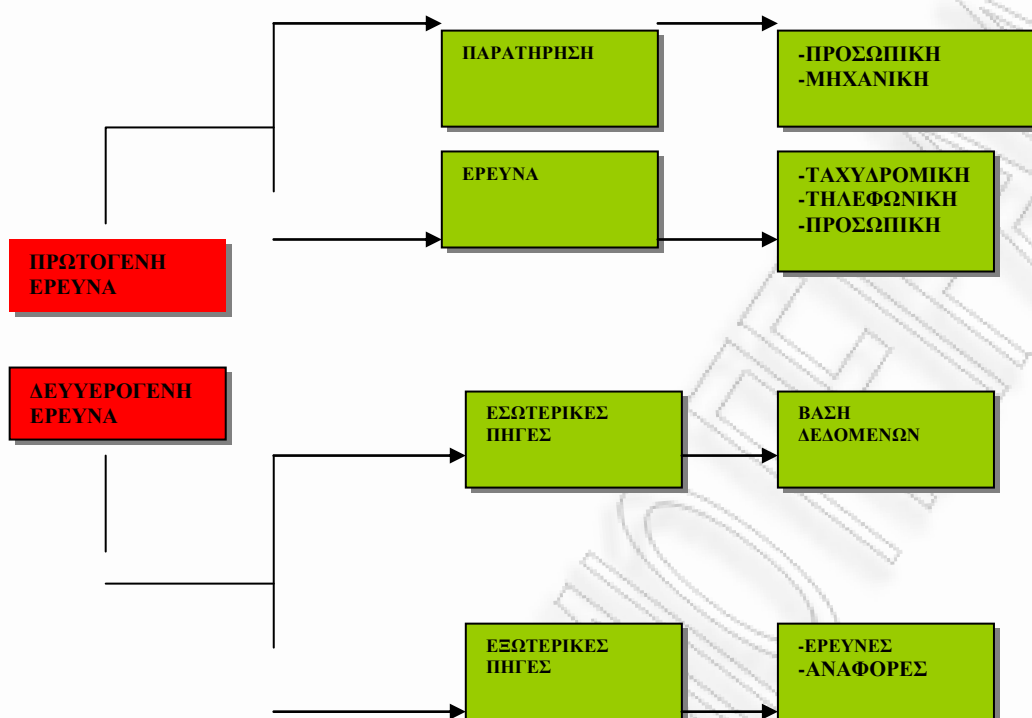 ΠΑΡΑΤΗΡΗΣΗ
-ΠΡΟΣΩΠΙΚΗ
-ΜΗΧΑΝΙΚΗ
ΕΡΕΥΝΑ
-ΤΑΧΥΔΡΟΜΙΚΗ
-ΤΗΛΕΦΩΝΙΚΗ
-ΠΡΟΣΩΠΙΚΗ
ΠΡΩΤΟΓΕΝΗ
ΕΡΕΥΝΑ
ΔΕΥΥΕΡΟΓΕΝΗ
ΕΡΕΥΝΑ
ΕΣΩΤΕΡΙΚΕΣ
ΠΗΓΕΣ
ΒΑΣΗ
ΔΕΔΟΜΕΝΩΝ
ΕΞΩΤΕΡΙΚΕΣ
ΠΗΓΕΣ
-ΕΡΕΥΝΕΣ
-ΑΝΑΦΟΡΕΣ